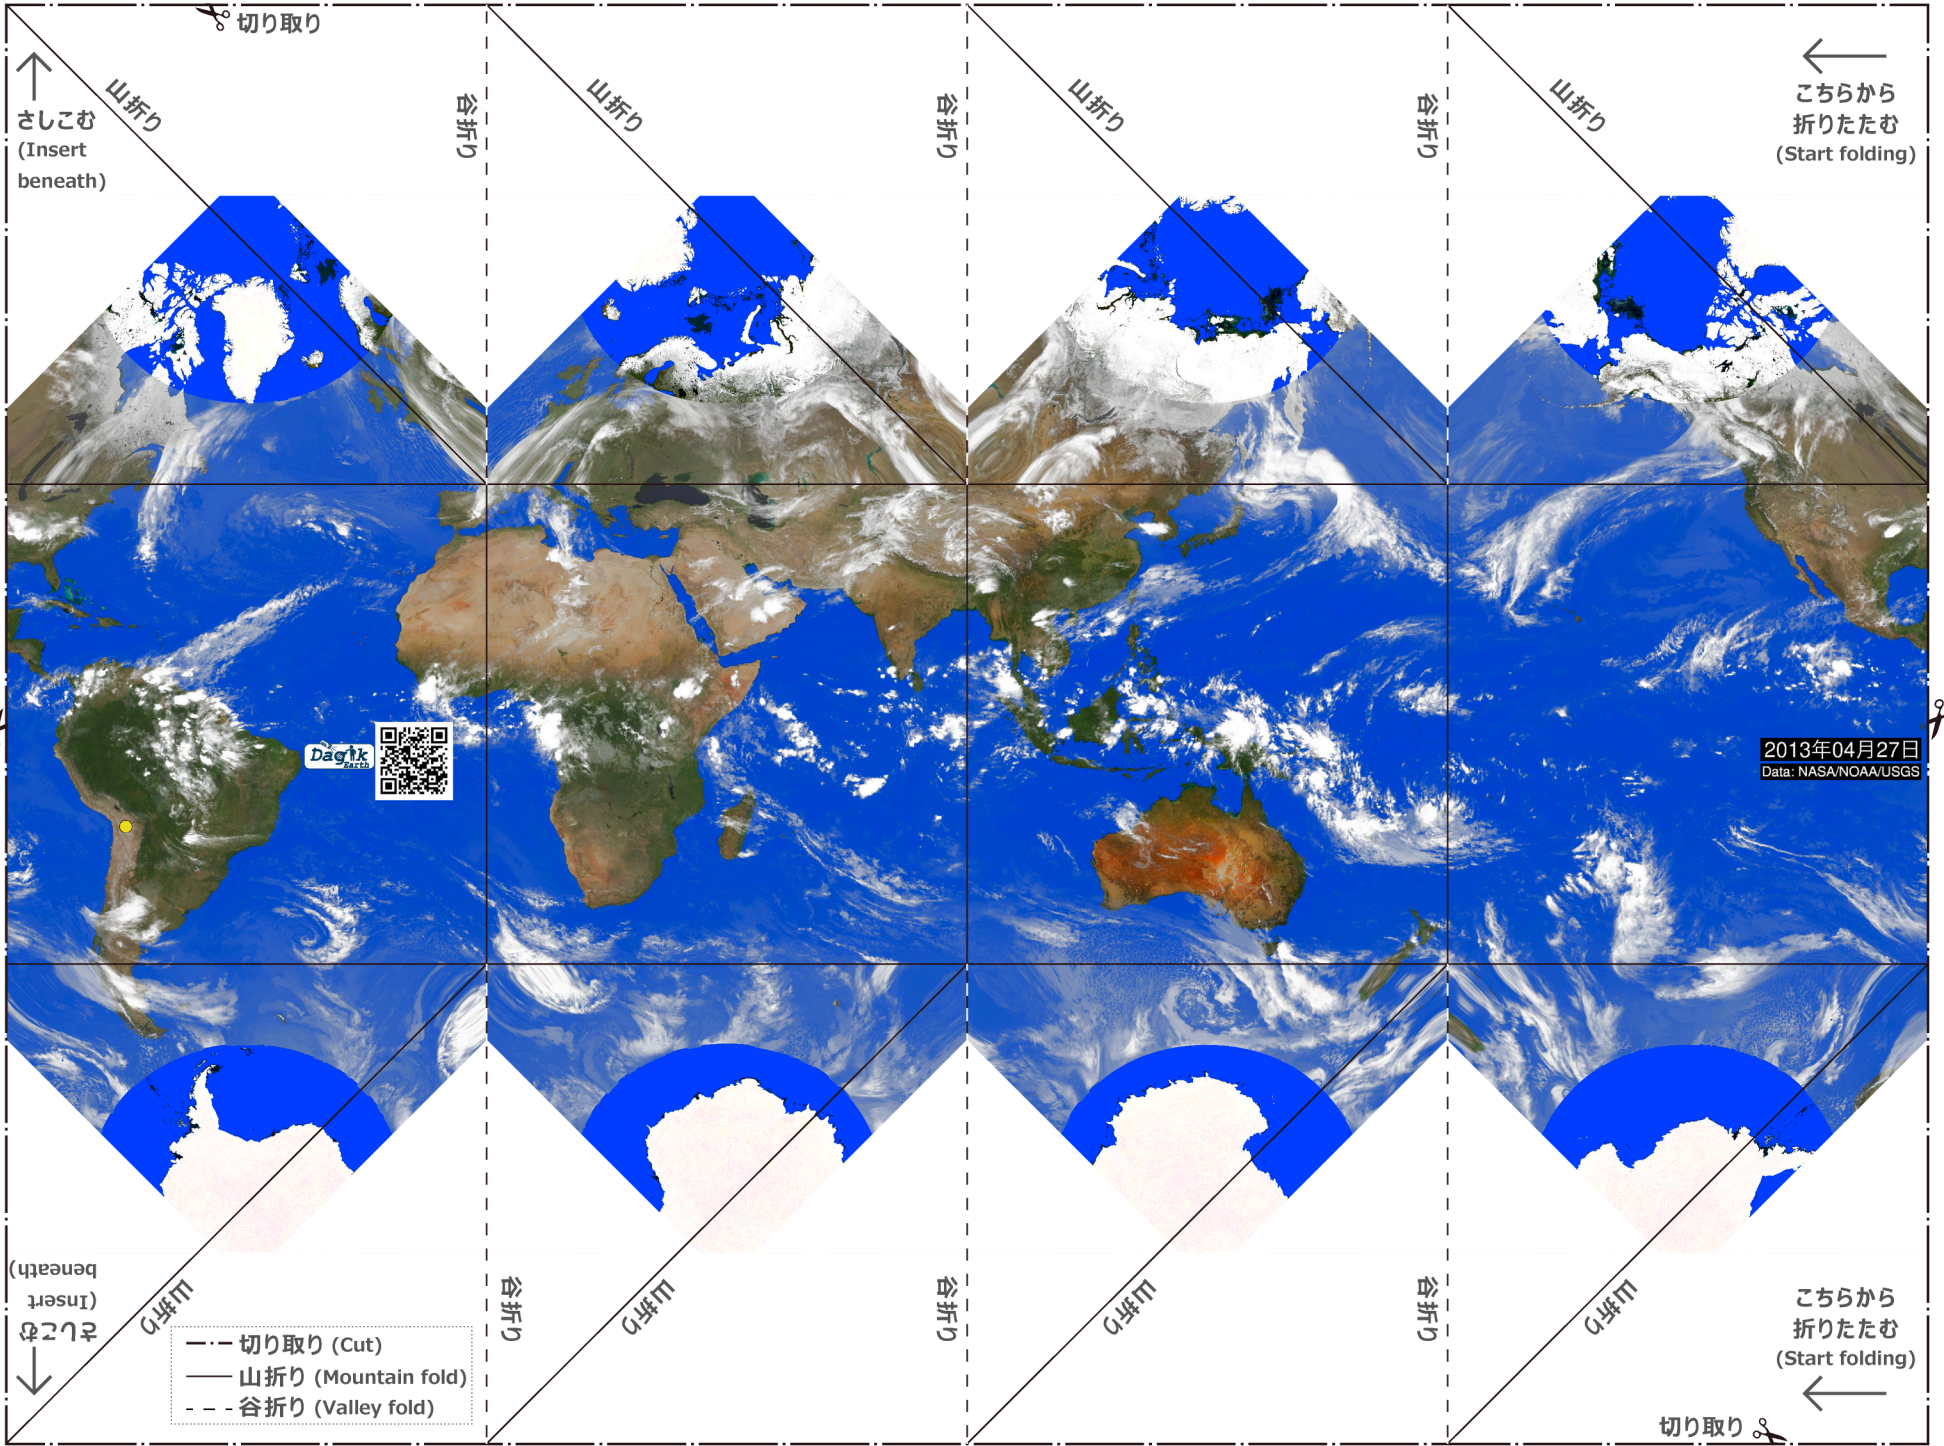 切り取り
山折り
谷折り
山折り
谷折り
山折り
谷折り
山折り
さしこむ
(Insert
beneath)
こちらから
折りたたむ
(Start folding)
Dagik
Earth
2013年04月27日
Data: NASA/NOAA/USGS
さしこむ
(Insert
beneath)
山折り
谷折り
山折り
谷折り
山折り
谷折り
山折り
切り取り (Cut)
山折り (Mountain fold)
谷折り (Valley fold)
こちらから
折りたたむ
(Start folding)
切り取り